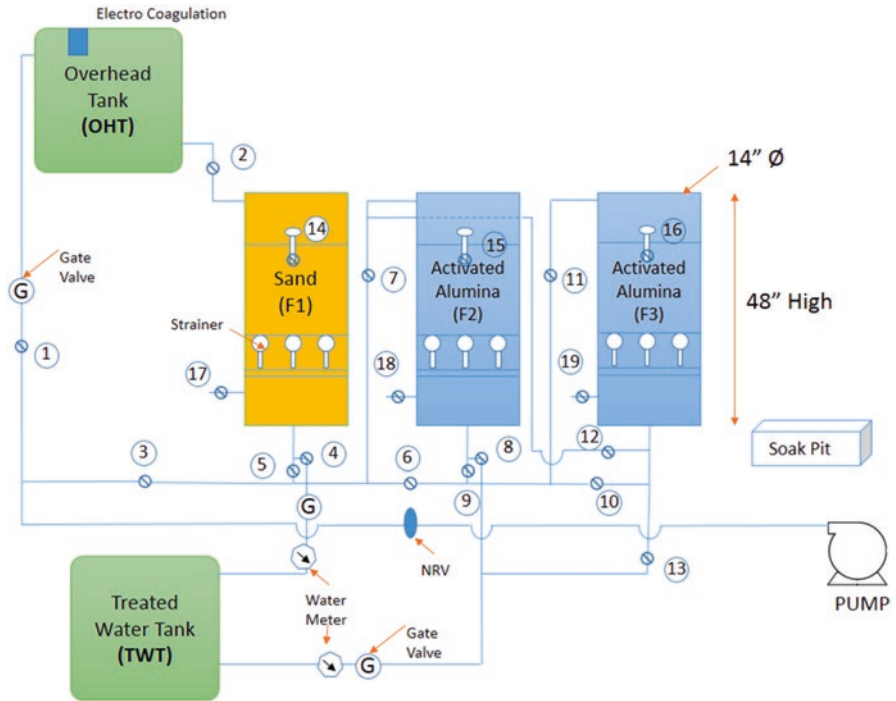 Electro Coagulation
Overhead
Tank
(OHT)
2
14” Ø
14
15
16
Gate
Valve
G
Sand
(F1)
7
Activated
Alumina
(F2)
11
Activated
Alumina
(F3)
48” High
Strainer
1
17
18
19
3
5
4
6
8
9
12
10
Soak Pit
G
NRV
13
PUMP
Treated
Water Tank
(TWT)
Water
Meter
Gate
Valve
G